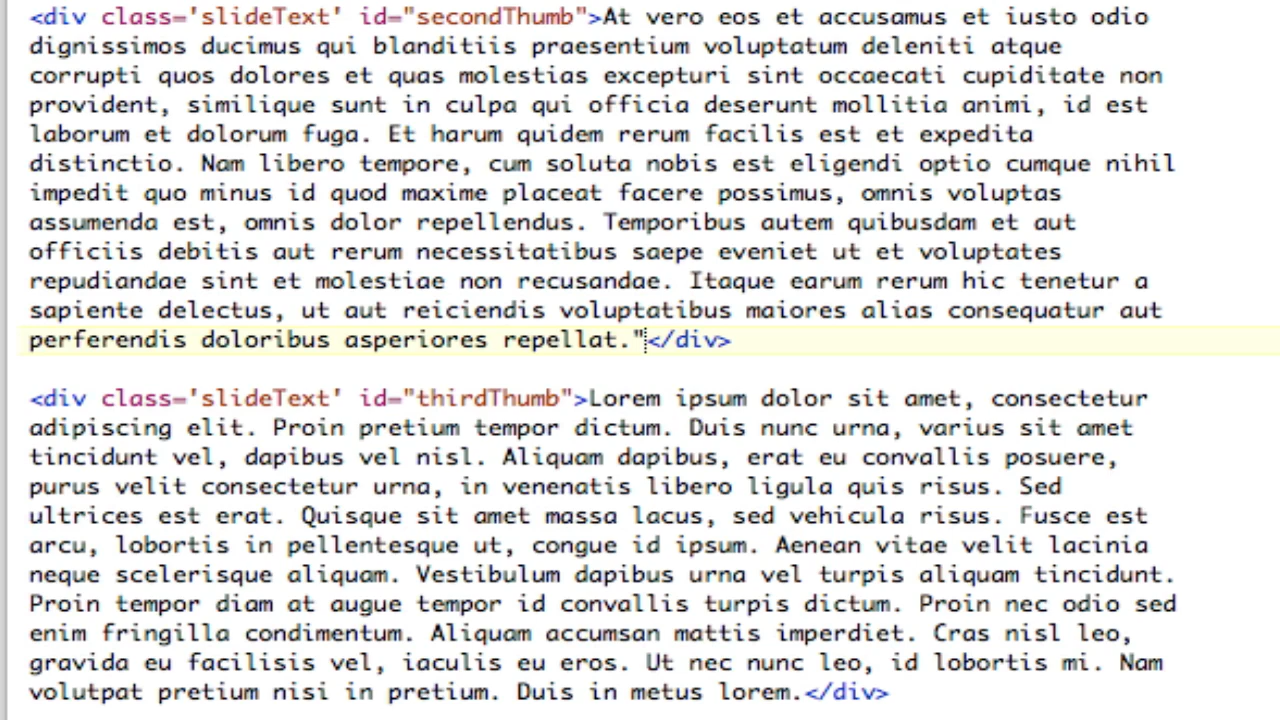 <div class='slideText' id="secondThumb">At vero eos et accusamus et iusto odio
dignissimos ducimus qui blanditiis praesentium voluptatum deleniti atque
corrupti quos dolores et quas molestias excepturi sint occaecati cupiditate non
provident, similique sunt in culpa qui officia deserunt mollitia animi, id est
laborum et dolorum fuga. Et harum quidem rerum facilis est et expedita
distinctio. Nam libero tempore, cum soluta nobis est eligendi optio cumque nihil
impedit quo minus id quod maxime placeat facere possimus, omnis voluptas
assumenda est, omnis dolor repellendus. Temporibus autem quibusdam et aut
officiis debitis aut rerum necessitatibus saepe eveniet ut et voluptates
repudiandae sint et molestiae non recusandae. Itaque earum rerum hic tenetur a
sapiente delectus, ut aut reiciendis voluptatibus maiores alias consequatur aut
perferendis doloribus asperiores repellat."</div>
<div class='slideText' id="thirdThumb">Lorem ipsum dolor sit amet, consectetur
adipiscing elit. Proin pretium tempor dictum. Duis nunc urna, varius sit amet
tincidunt vel, dapibus vel nisl. Aliquam dapibus, erat eu convallis posuere,
purus velit consectetur urna, in venenatis libero ligula quis risus. Sed
ultrices est erat. Quisque sit amet massa lacus, sed vehicula risus. Fusce est
arcu, lobortis in pellentesque ut, congue id ipsum. Aenean vitae velit lacinia
neque scelerisque aliquam. Vestibulum dapibus urna vel turpis aliquam tincidunt.
Proin tempor diam at augue tempor id convallis turpis dictum. Proin nec odio sed
enim fringilla condimentum. Aliquam accumsan mattis imperdiet. Cras nisl leo,
gravida eu facilisis vel, iaculis eu eros. Ut nec nunc leo, id lobortis mi. Nam
volutpat pretium nisi in pretium. Duis in metus lorem.</div>